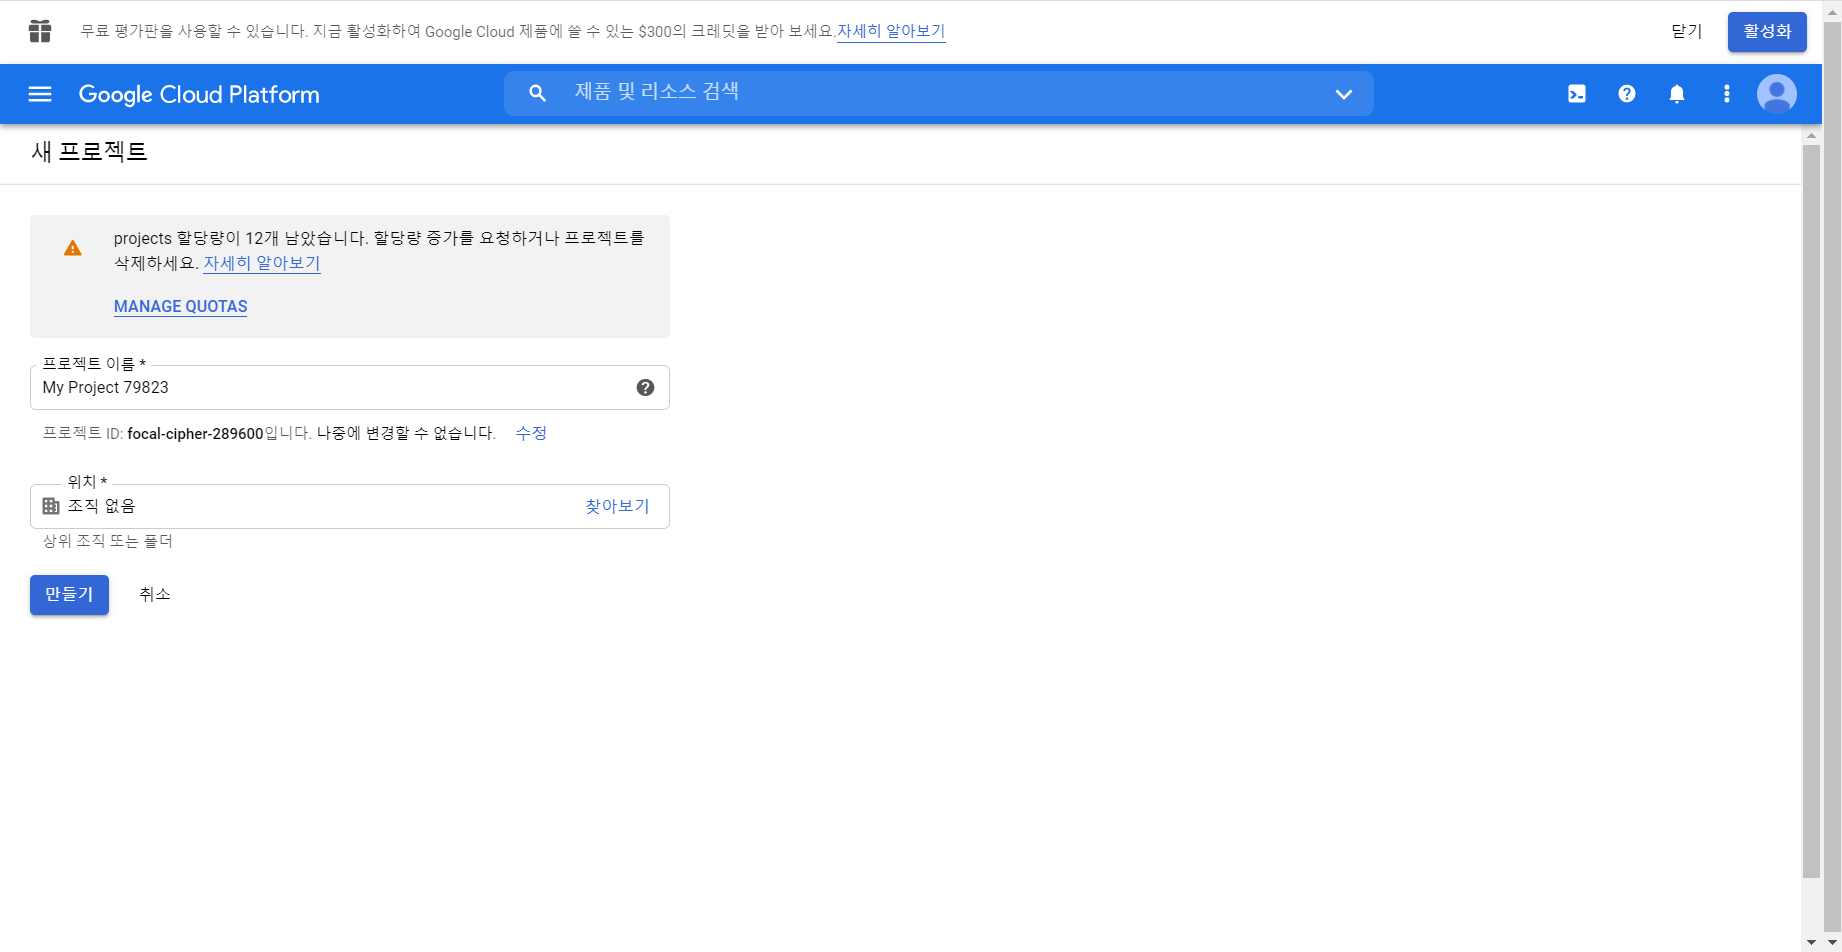 무료 평가판을 사용할 수 있습니다. 지금 활성화하여 Google Cloud 제품에 쓸 수 있는 $300의 크레딧을 받아 보세요.자세히 알아보기
닫기
활성화
Google Cloud Platform
제품 및 리소스 검색
새 프로젝트
projects 할당량이 12개 남았습니다. 할당량 증가를 요청하거나 프로젝트를
삭제하세요. 자세히 알아보기
MANAGE QUOTAS
프로젝트 이름 *
My Project 79823
프로젝트 ID: focal-cipher-289600입니다. 나중에 변경할 수 없습니다. 수정
위치 *
조직 없음
찾아보기
상위 조직 또는 폴더
만들기
취소